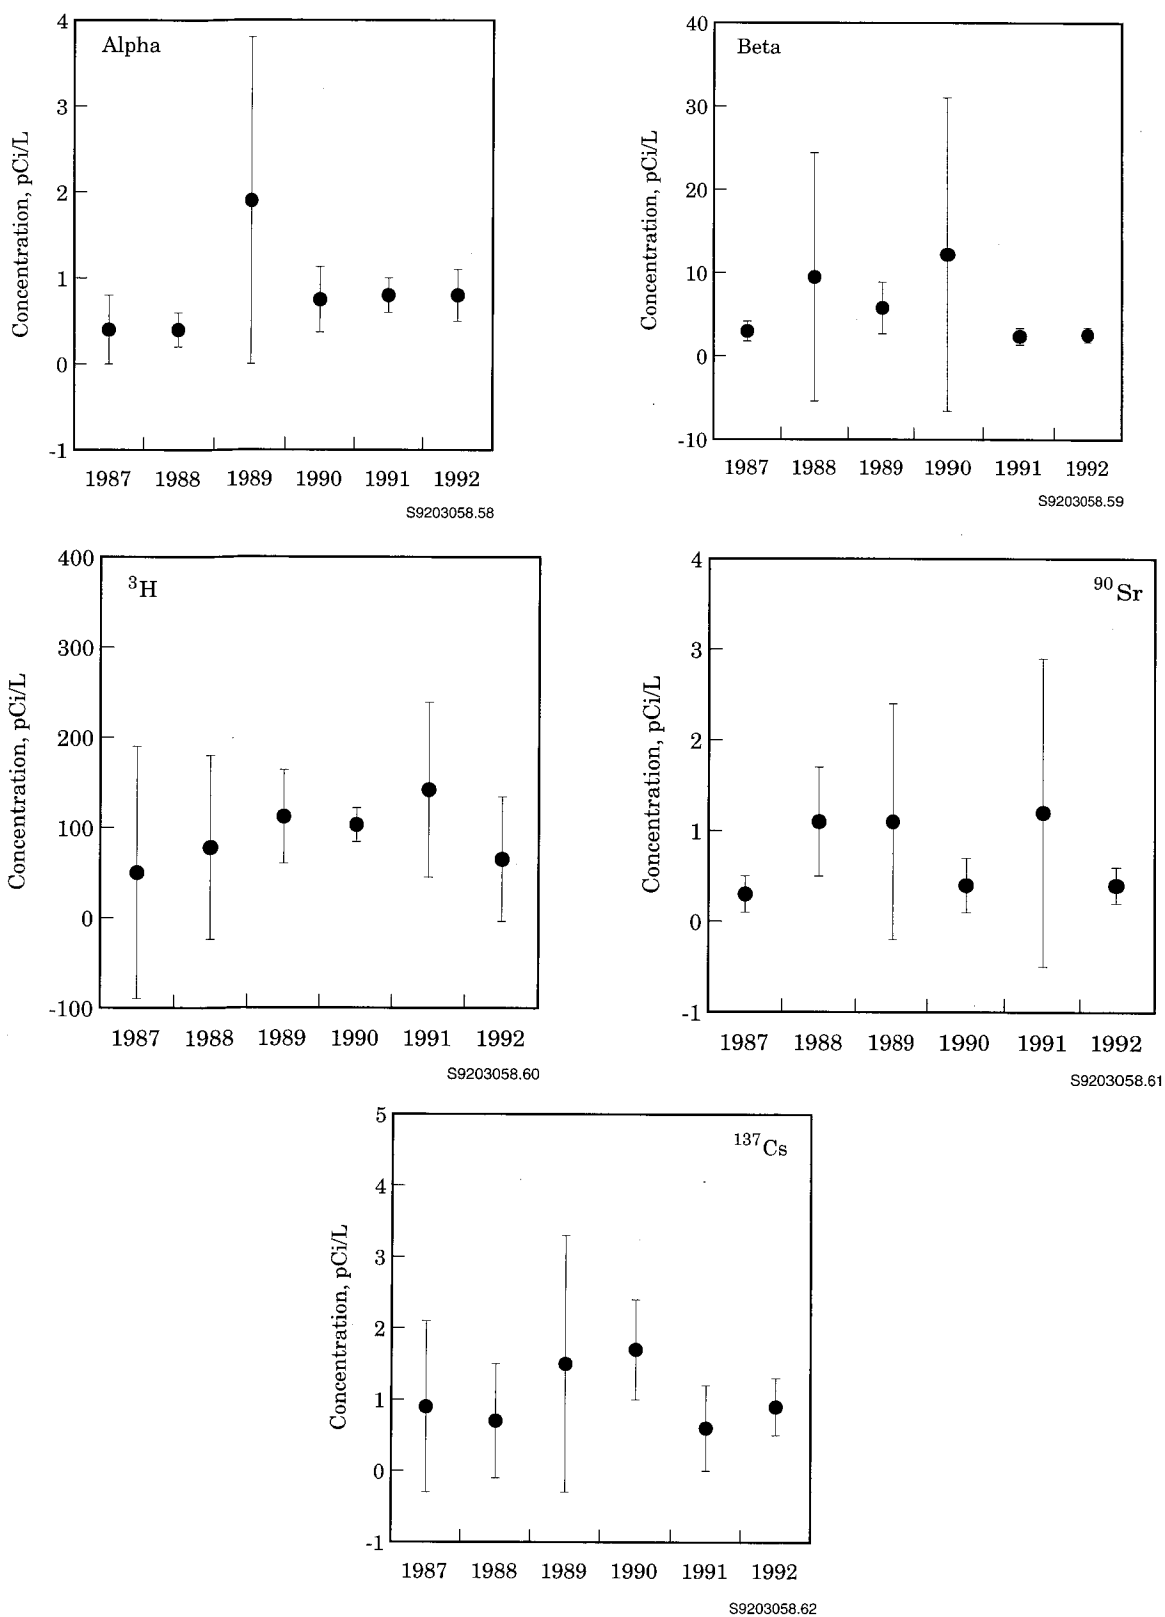 Alpha
Concentration, pCi/L
4
3
2
1
0
-1
1987 1988 1989 1990 1991 1992
S9203058.58
Beta
Concentration, pCi/L
40
30
20
10
0
-10
1987 1988 1989 1990 1991 1992
S9203058.59
³H
Concentration, pCi/L
400
300
200
100
0
-100
1987 1988 1989 1990 1991 1992
S9203058.60
⁹⁰Sr
Concentration, pCi/L
4
3
2
1
0
-1
1987 1988 1989 1990 1991 1992
S9203058.61
¹³⁷Cs
Concentration, pCi/L
5
4
3
2
1
0
-1
1987 1988 1989 1990 1991 1992
S9203058.62